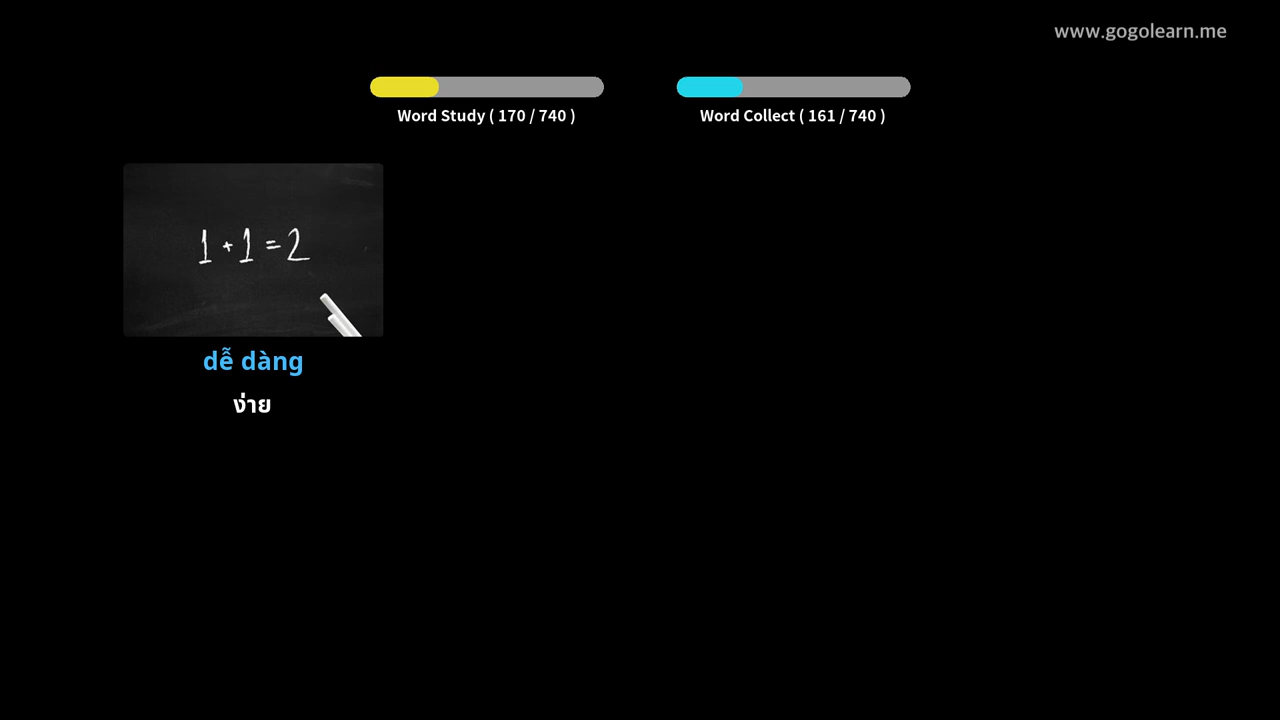 www.gogolearn.me
Word Study ( 170 / 740 )
Word Collect ( 161 / 740 )
1 + 1 = 2
dễ dàng
ง่าย